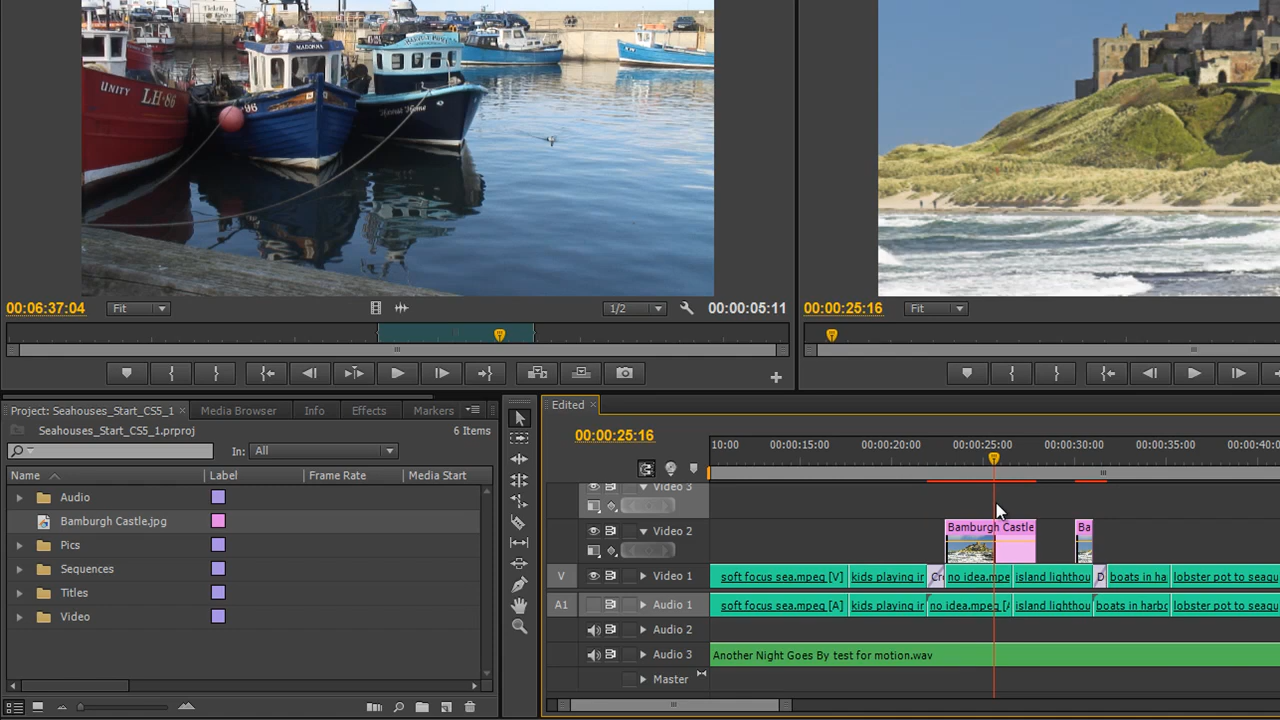 UNITY LH-86
MADONNA
00:06:37:04 Fit 1/2 00:00:05:11
00:00:25:16 Fit
Project: Seahouses_Start_CS5_1 × Media Browser Info Effects Markers
Seahouses_Start_CS5_1.prproj 6 Items
In: All
Name Label Frame Rate Media Start
Audio
Bamburgh Castle.jpg
Pics
Sequences
Titles
Video
Edited ×
00:00:25:16
10:00 00:00:15:00 00:00:20:00 00:00:25:00 00:00:30:00 00:00:35:00 00:00:40:0
Video 3
Video 2 Bamburgh Castle Ba
V Video 1 soft focus sea.mpeg [V] kids playing ir Cr no idea.mpe island lighthou D boats in ha lobster pot to seagu
A1 Audio 1 soft focus sea.mpeg [A] kids playing ir no idea.mpeg [A island lighthou boats in harbo lobster pot to seagu
Audio 2
Audio 3 Another Night Goes By test for motion.wav
Master